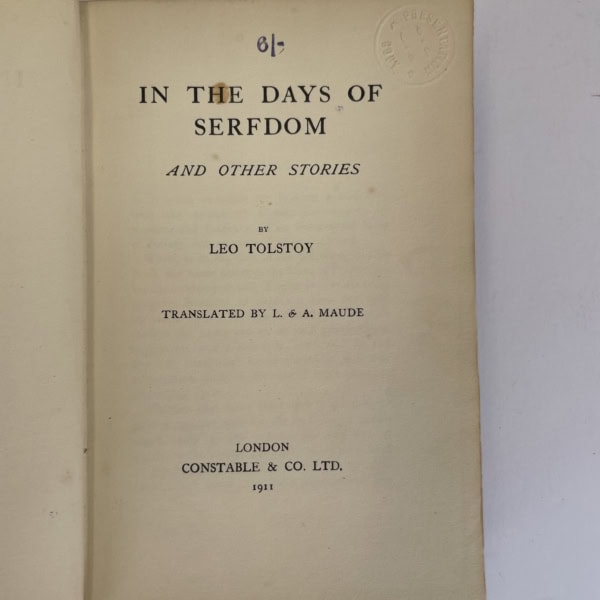 6/-
IN THE DAYS OF
SERFDOM
AND OTHER STORIES
BY
LEO TOLSTOY
TRANSLATED BY L. & A. MAUDE
LONDON
CONSTABLE & CO. LTD.
1911